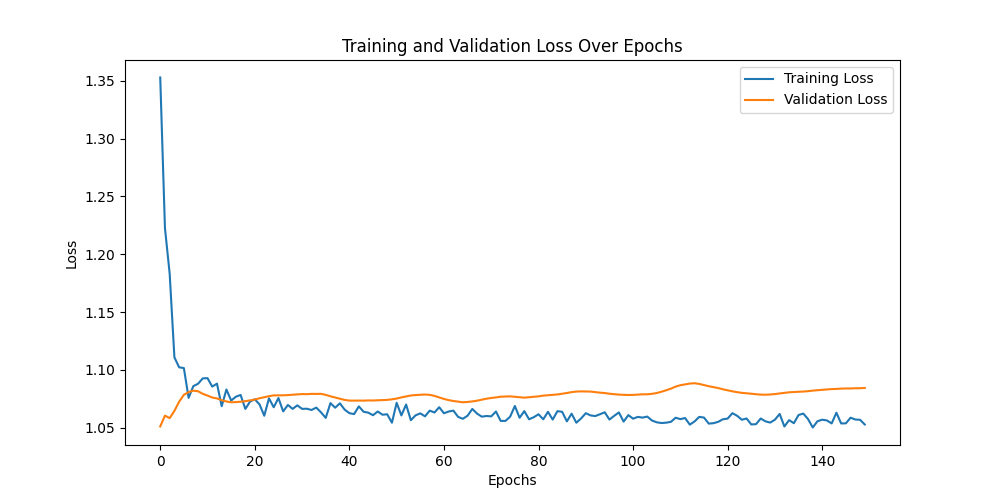 Training and Validation Loss Over Epochs
Training Loss
Validation Loss
Loss
1.35
1.30
1.25
1.20
1.15
1.10
1.05
0 20 40 60 80 100 120 140
Epochs